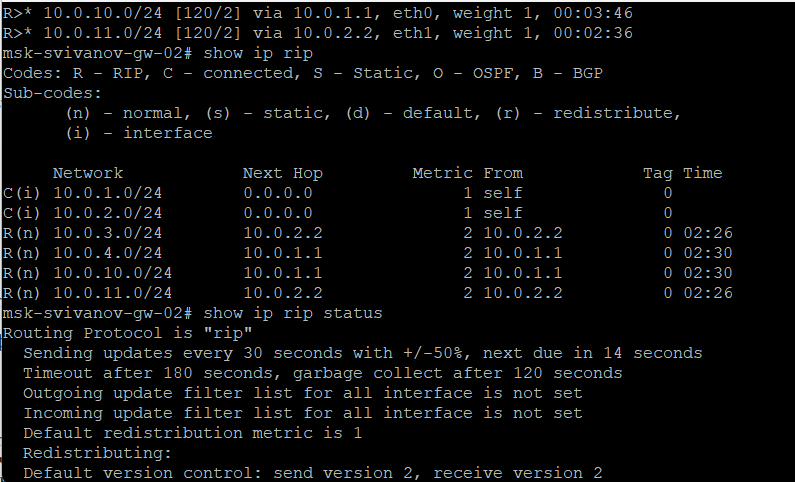 R>* 10.0.10.0/24 [120/2] via 10.0.1.1, eth0, weight 1, 00:03:46
R>* 10.0.11.0/24 [120/2] via 10.0.2.2, eth1, weight 1, 00:02:36
msk-svivanov-gw-02# show ip rip
Codes: R - RIP, C - connected, S - Static, O - OSPF, B - BGP
Sub-codes:
      (n) - normal, (s) - static, (d) - default, (r) - redistribute,
      (i) - interface

     Network            Next Hop         Metric From            Tag Time
C(i) 10.0.1.0/24        0.0.0.0               1 self              0
C(i) 10.0.2.0/24        0.0.0.0               1 self              0
R(n) 10.0.3.0/24        10.0.2.2              2 10.0.2.2          0 02:26
R(n) 10.0.4.0/24        10.0.1.1              2 10.0.1.1          0 02:30
R(n) 10.0.10.0/24       10.0.1.1              2 10.0.1.1          0 02:30
R(n) 10.0.11.0/24       10.0.2.2              2 10.0.2.2          0 02:26
msk-svivanov-gw-02# show ip rip status
Routing Protocol is "rip"
  Sending updates every 30 seconds with +/-50%, next due in 14 seconds
  Timeout after 180 seconds, garbage collect after 120 seconds
  Outgoing update filter list for all interface is not set
  Incoming update filter list for all interface is not set
  Default redistribution metric is 1
  Redistributing:
  Default version control: send version 2, receive version 2